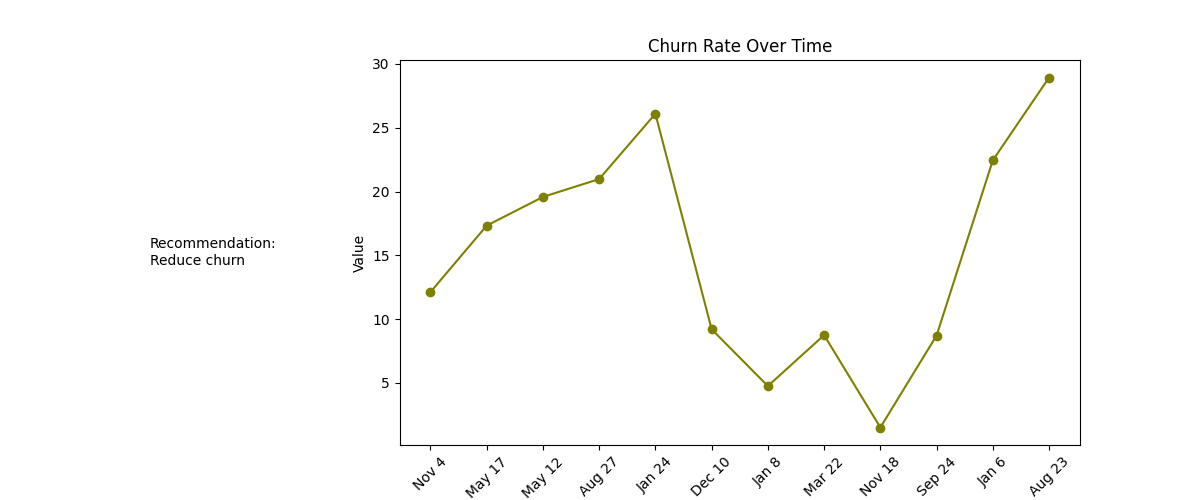 Churn Rate Over Time
Recommendation:
Reduce churn
Value
30
25
20
15
10
5
Nov 4
May 17
May 12
Aug 27
Jan 24
Dec 10
Jan 8
Mar 22
Nov 18
Sep 24
Jan 6
Aug 23